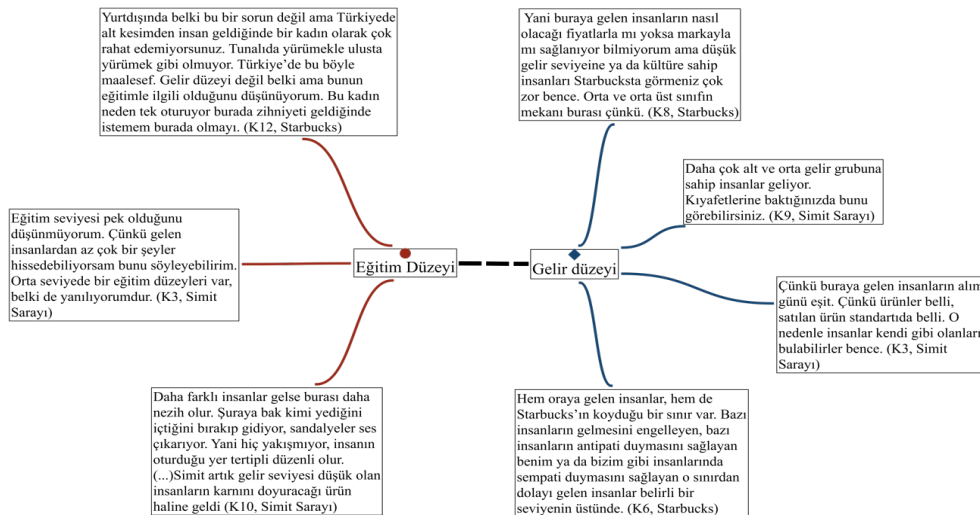 Yurtdışında belki bu bir sorun değil ama Türkiyede
alt kesimden insan geldiğinde bir kadın olarak çok
rahat edemiyorsunuz. Tunalıda yürümekle ulusta
yürümek gibi olmuyor. Türkiye’de bu böyle
maalesef. Gelir düzeyi değil belki ama bunun
eğitimle ilgili olduğunu düşünüyorum. Bu kadın
neden tek oturuyor burada zihniyeti geldiğinde
istemem burada olmayı. (K12, Starbucks)
Yani buraya gelen insanların nasıl
olacağı fiyatlarla mı yoksa markayla
mı sağlanıyor bilmiyorum ama düşük
gelir seviyeine ya da kültüre sahip
insanları Starbucksta görmeniz çok
zor bence. Orta ve orta üst sınıfın
mekanı burası çünkü. (K8, Starbucks)
Daha çok alt ve orta gelir grubuna
sahip insanlar geliyor.
Kıyafetlerine baktığınızda bunu
görebilirsiniz. (K9, Simit Sarayı)
Eğitim seviyesi pek olduğunu
düşünmüyorum. Çünkü gelen
insanlardan az çok bir şeyler
hissedebiliyorsam bunu söyleyebilirim.
Orta seviyede bir eğitim düzeyleri var,
belki de yanılıyorumdur. (K3, Simit
Sarayı)
Eğitim Düzeyi
Gelir düzeyi
Çünkü buraya gelen insanların alım
günü eşit. Çünkü ürünler belli,
satılan ürün standartıda belli. O
nedenle insanlar kendi gibi olanları
bulabilirler bence. (K3, Simit
Sarayı)
Daha farklı insanlar gelse burası daha
nezih olur. Şuraya bak kimi yediğini
içtiğini bırakıp gidiyor, sandalyeler ses
çıkarıyor. Yani hiç yakışmıyor, insanın
oturduğu yer tertipli düzenli olur.
(...)Simit artık gelir seviyesi düşük olan
insanların karnını doyuracağı ürün
haline geldi (K10, Simit Sarayı)
Hem oraya gelen insanlar, hem de
Starbucks’ın koyduğu bir sınır var. Bazı
insanların gelmesini engelleyen, bazı
insanların antipati duymasını sağlayan
benim ya da bizim gibi insanlarında
sempati duymasını sağlayan o sınırdan
dolayı gelen insanlar belirli bir
seviyenin üstünde. (K6, Starbucks)